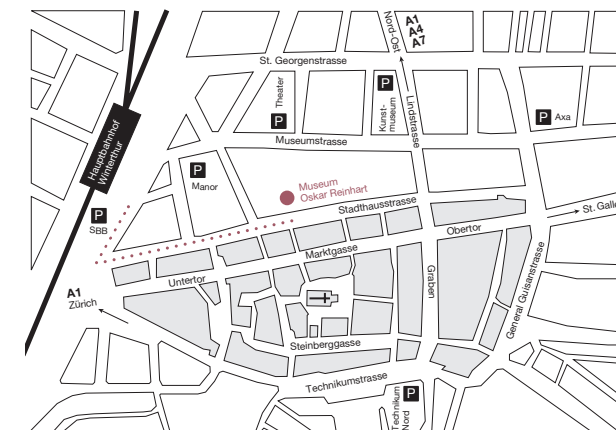 A1
A4
A7
Nord-Ost
St. Georgenstrasse
Theater
P
P
Kunst-
museum
Lindstrasse
P
Axa
Museumstrasse
Hauptbahnhof
Winterthur
P
Manor
Museum
Oskar Reinhart
Stadthausstrasse
P
SBB
St. Galle
Obertor
Marktgasse
Untertor
Graben
General Guisanstrasse
A1
Zürich
Steinberggasse
Technikumstrasse
P
Technikum
Nord